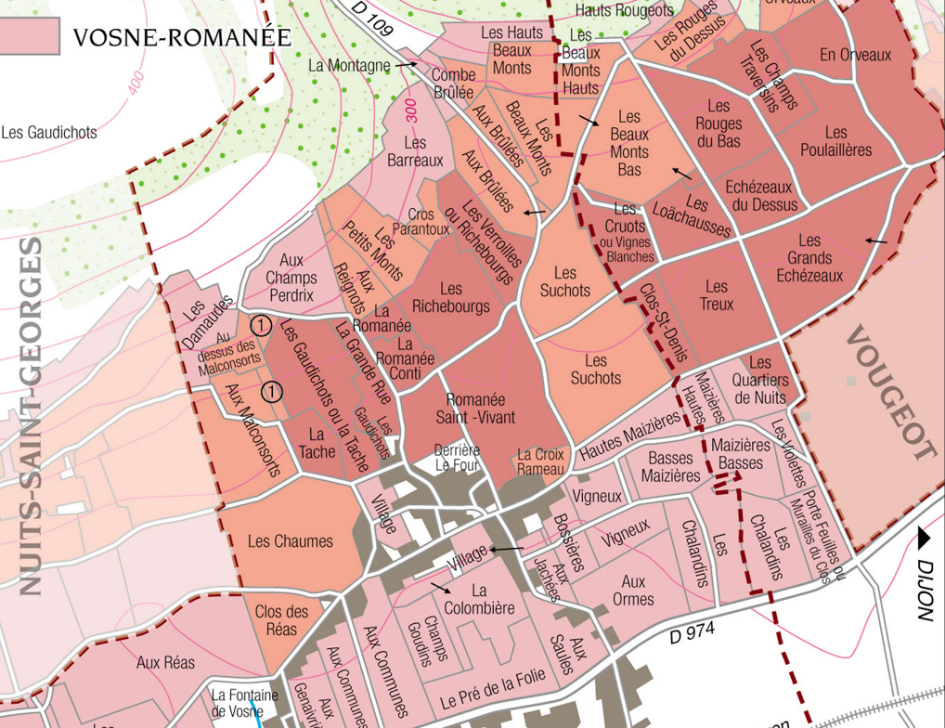 D 109
Hauts Rougeots
VOSNE-ROMANÉE
Les Hauts
Beaux
Monts
Les
Beaux
Monts
Hauts
Les Rouges
du Dessus
Orveaux
En Orveaux
Les Champs
Traversins
La Montagne
Combe
Brûlée
400
300
Les Gaudichots
Les
Barreaux
Aux Brûlées
Les
Beaux Monts
Aux Brûlées
Les
Beaux
Monts
Bas
Les
Rouges
du Bas
Les
Poulaillères
Echézeaux
du Dessus
Les
Loächausses
Les
Cruots
ou Vignes
Blanches
Les
Grands
Echézeaux
Cros
Parantoux
Les Verroilles
ou Richebourgs
Les
Petits Monts
Aux
Reignots
Aux
Champs
Perdrix
Les
Richebourgs
Les
Suchots
Les
Treux
Clos-St-Denis
NUITS-SAINT-GEORGES
Les
Damaudes
1
Au
dessus des
Malconsorts
1
Aux Malconsorts
Les Gaudichots ou la Tache
La Grande Rue
La
Romanée
La
Romanée
Conti
Les
Gaudichots
La
Tache
Romanée
Saint -Vivant
Les
Suchots
Les
Quartiers
de Nuits
VOUGEOT
Maizières
Hautes
Hautes Maizières
Derrière
Le Four
La Croix
Rameau
Basses
Maizières
Maizières
Basses
Les Violettes
Porte Feuilles ou
Murailles du Clos
Village
Vigneux
Vigneux
Bossières
Les
Chalandins
Les
Chalandins
Les Chaumes
Village
Aux
Jachées
Aux
Ormes
La
Colombière
Clos des
Réas
Champs
Goudins
Aux
Saules
D 974
DIJON
Aux Réas
Aux Communes
Aux Communes
Le Pré de la Folie
La Fontaine
de Vosne
Aux